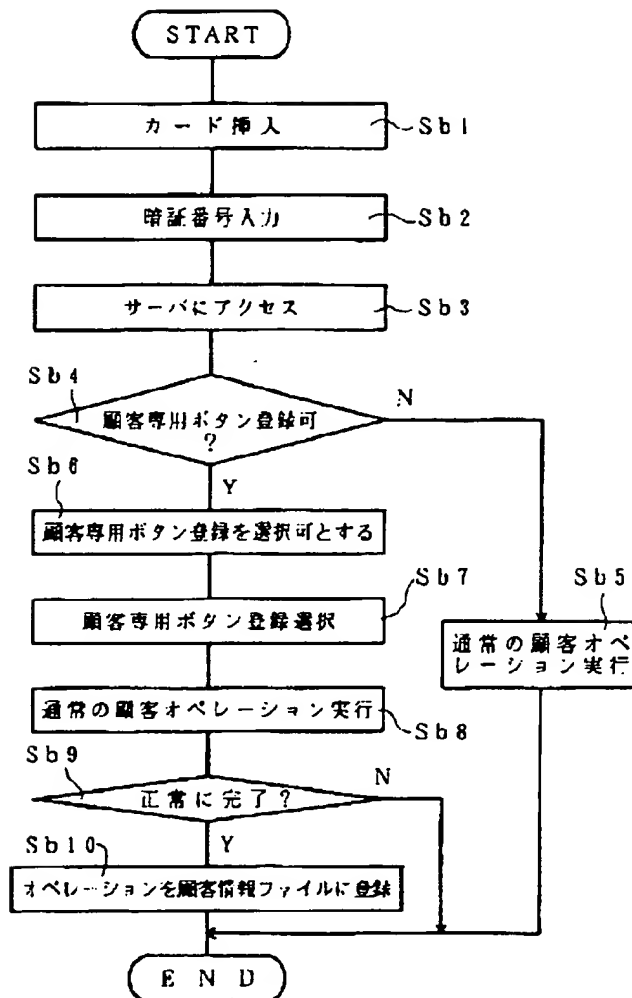 START
カード挿入
Sb1
暗証番号入力
Sb2
サーバにアクセス
Sb3
Sb4
顧客専用ボタン登録可
?
N
Y
Sb6
顧客専用ボタン登録を選択可とする
Sb7
顧客専用ボタン登録選択
Sb5
通常の顧客オペ
レーション実行
通常の顧客オペレーション実行
Sb8
Sb9
正常に完了?
N
Y
Sb10
オペレーションを顧客情報ファイルに登録
END